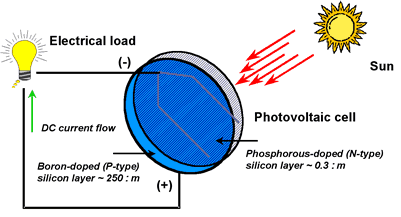 Electrical load
(-)
Sun
DC current flow
Photovoltaic cell
Phosphorous-doped (N-type)
silicon layer ~ 0.3 : m
Boron-doped (P-type)
silicon layer ~ 250 : m
(+)